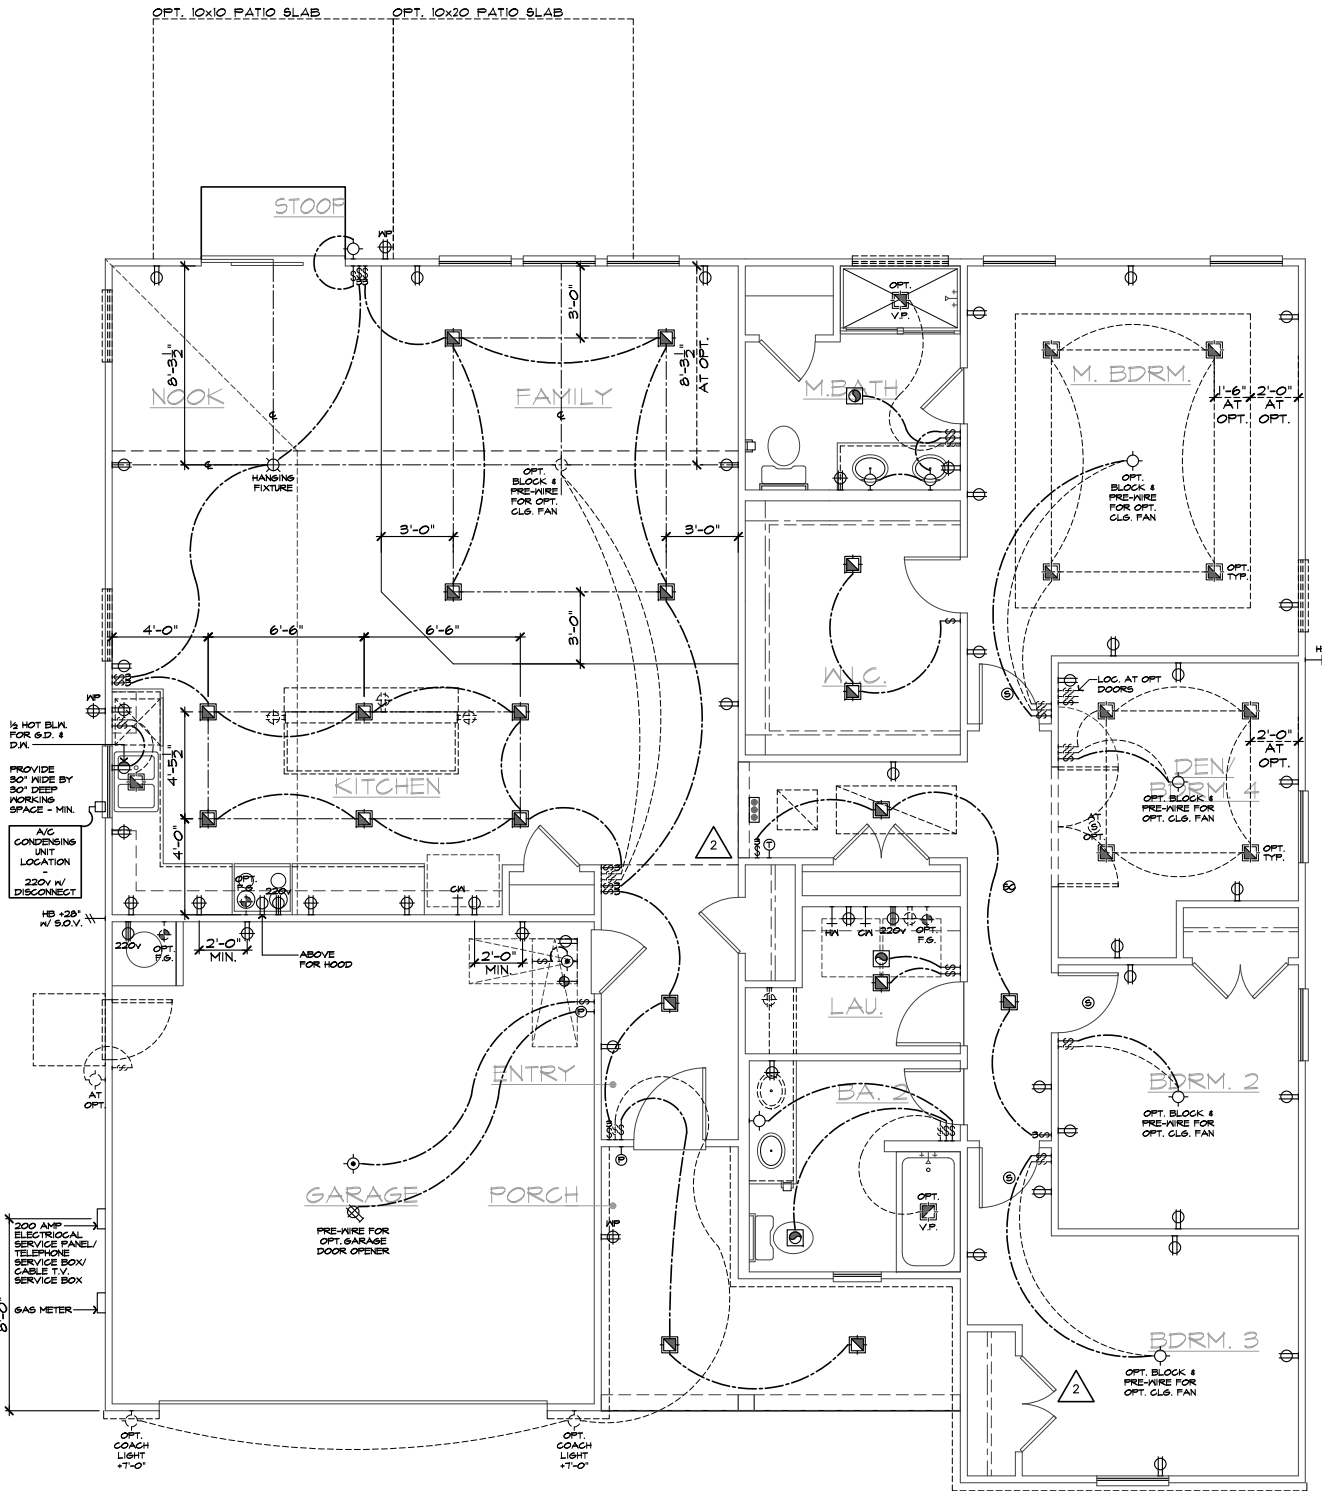 OPT. 10x10 PATIO SLAB
OPT. 10x20 PATIO SLAB
STOOP
WP
8'-3½"
3'-0"
8'-3½"
AT OPT.
NOOK
FAMILY
HANGING
FIXTURE
OPT.
BLOCK &
PRE-WIRE
FOR OPT.
CLG. FAN
3'-0"
3'-0"
3'-0"
OPT.
V.P.
M.BATH
M. BDRM.
1'-6"
AT
OPT.
2'-0"
AT
OPT.
OPT.
BLOCK &
PRE-WIRE
FOR OPT.
CLG. FAN
OPT.
TYP.
W.I.C.
H
4'-0"
6'-6"
6'-6"
WP
½ HOT BLW.
FOR G.D. &
D.W.
PROVIDE
30" WIDE BY
30" DEEP
WORKING
SPACE - MIN.
A/C
CONDENSING
UNIT
LOCATION
-
220v W/
DISCONNECT
HB +28"
W/ S.O.V.
4'-5½"
4'-0"
KITCHEN
OPT.
F.G.
220v
CW
220v
OPT.
F.G.
2'-0"
MIN.
ABOVE
FOR HOOD
2'-0"
MIN.
2
T
LOC. AT OPT
DOORS
2'-0"
AT
OPT.
DEN
BDRM. 4
OPT. BLOCK &
PRE-WIRE FOR
OPT. CLG. FAN
AT
OPT.
OPT.
TYP.
S
S
S
HW
CW
220v
OPT.
F.G.
LAU.
S
P
ENTRY
AT
OPT.
BA. 2
BDRM. 2
OPT. BLOCK &
PRE-WIRE FOR
OPT. CLG. FAN
P
S
GARAGE
PORCH
WP
OPT.
V.P.
PRE-WIRE FOR
OPT. GARAGE
DOOR OPENER
200 AMP
ELECTRIOCAL
SERVICE PANEL/
TELEPHONE
SERVICE BOX/
CABLE T.V.
SERVICE BOX
GAS METER
8'-0"
BDRM. 3
OPT. BLOCK &
PRE-WIRE FOR
OPT. CLG. FAN
2
OPT.
COACH
LIGHT
+7'-0"
OPT.
COACH
LIGHT
+7'-0"